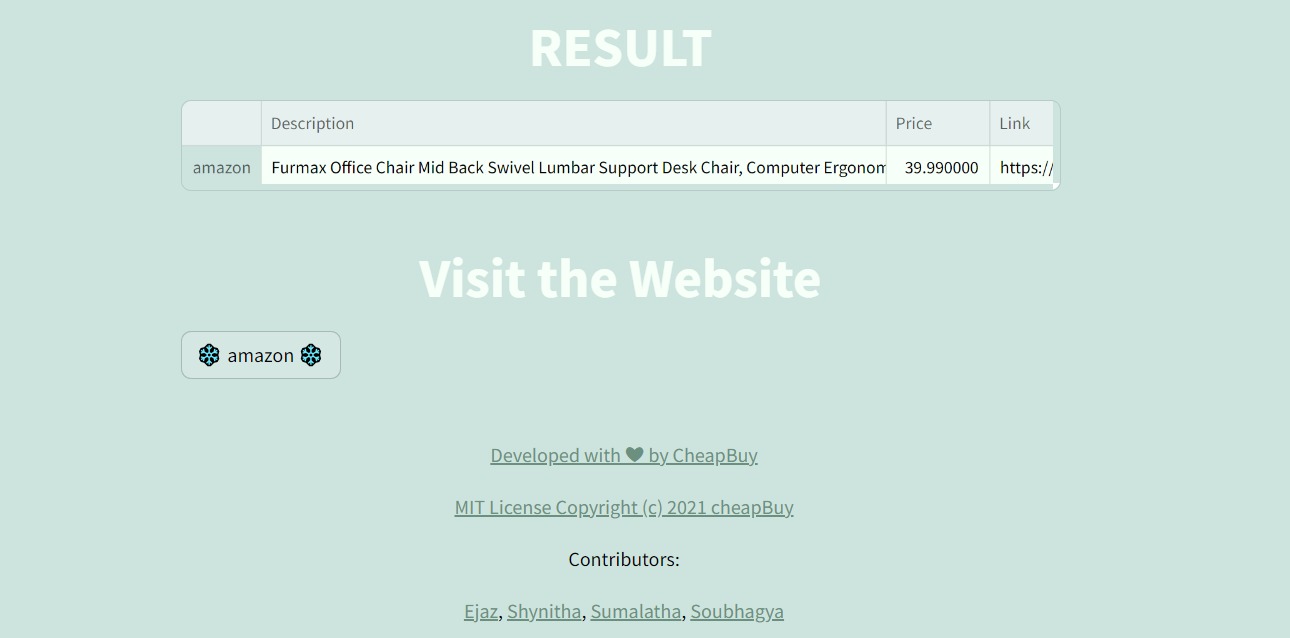 RESULT
Description Price Link
amazon Furmax Office Chair Mid Back Swivel Lumbar Support Desk Chair, Computer Ergonom 39.990000 https://
Visit the Website
amazon
Developed with ❤ by CheapBuy
MIT License Copyright (c) 2021 cheapBuy
Contributors:
Ejaz, Shynitha, Sumalatha, Soubhagya